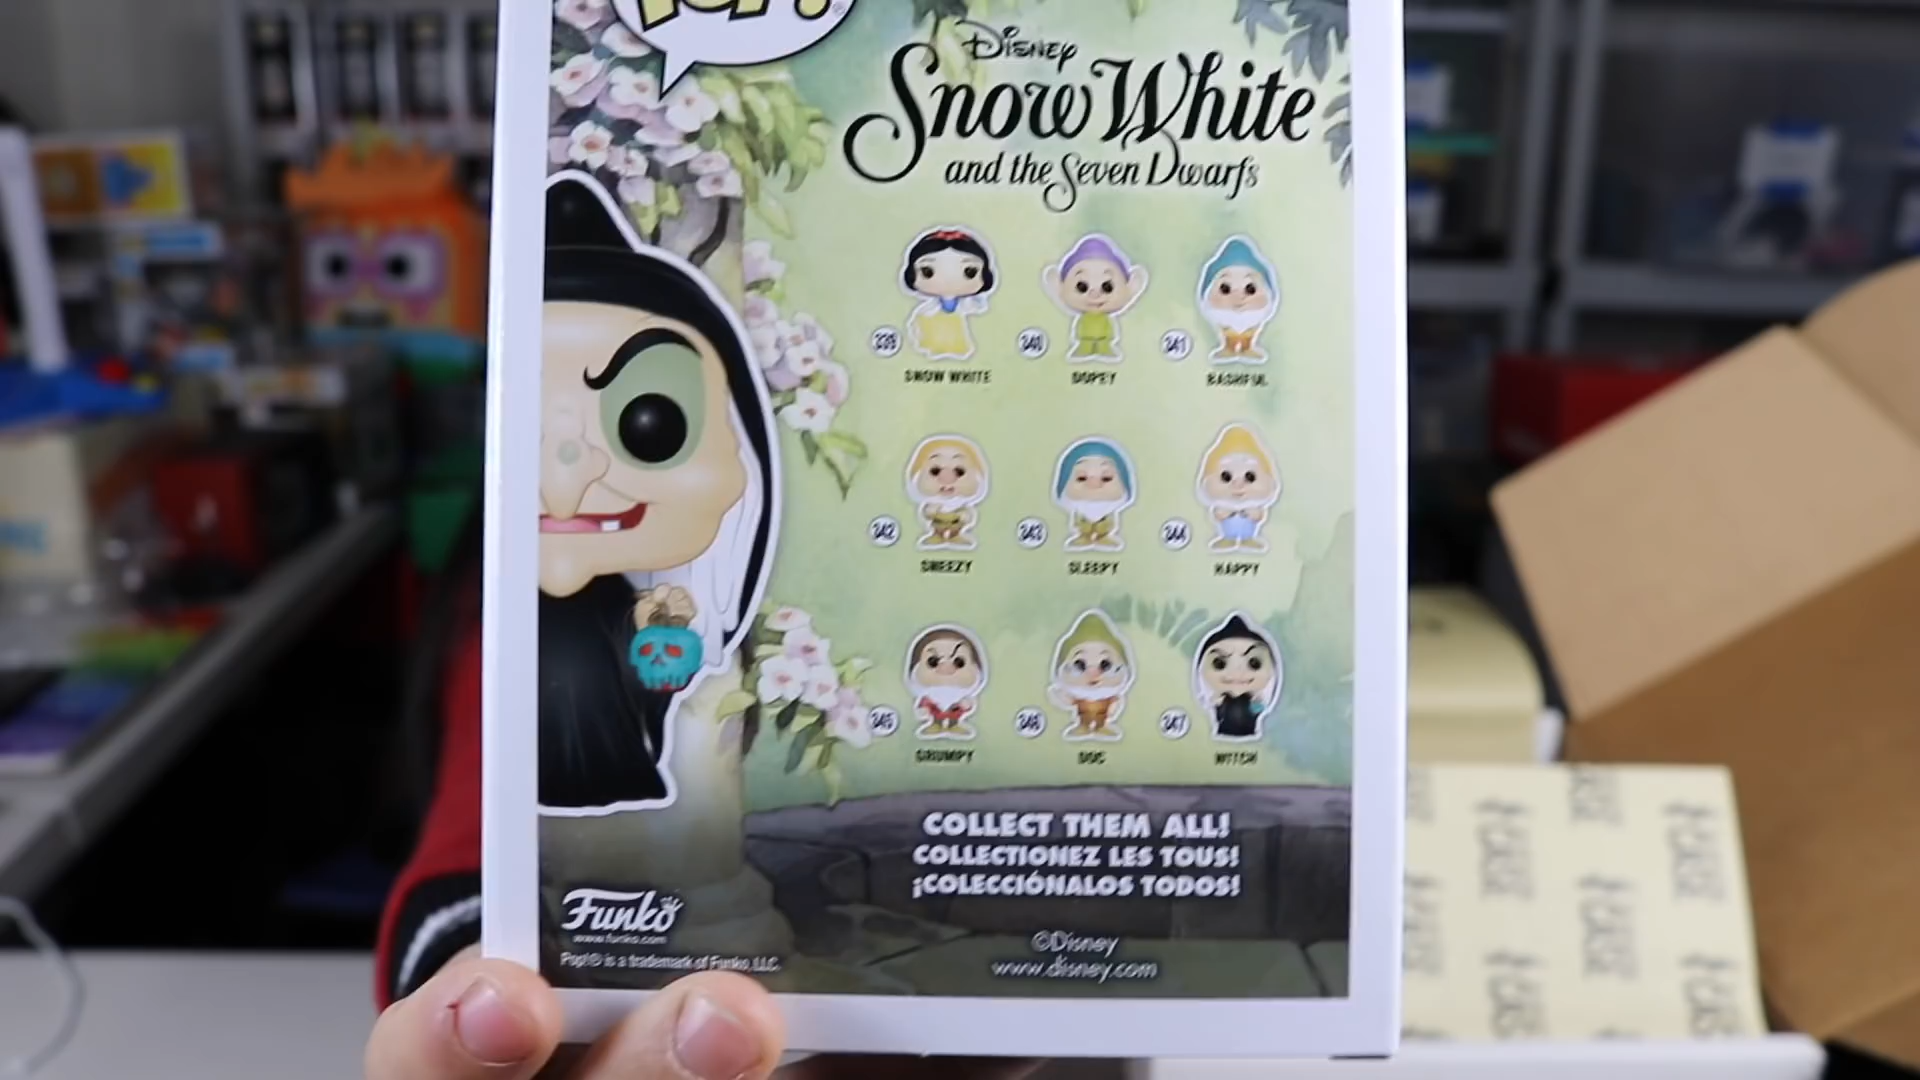 POP!
Disney
Snow White
and the Seven Dwarfs
339 340 341
SNOW WHITE DOPEY BASHFUL
342 343 344
SNEEZY SLEEPY HAPPY
345 346 347
GRUMPY DOC WITCH
COLLECT THEM ALL!
COLLECTIONEZ LES TOUS!
¡COLECCIÓNALOS TODOS!
Funko
www.funko.com
Pop!® is a trademark of Funko, LLC.
©Disney
www.disney.com